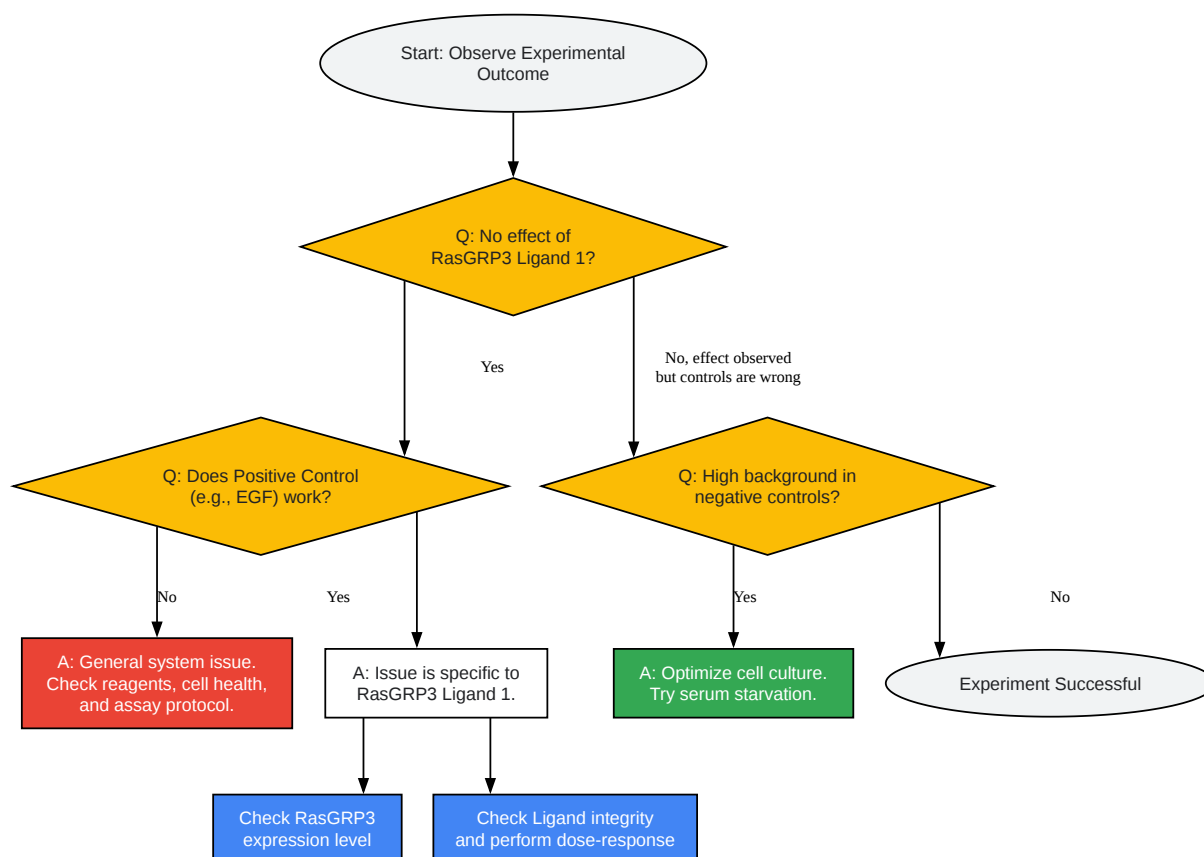 Start: Observe Experimental
Outcome
Q: No effect of
RasGRP3 Ligand 1?
Yes
No, effect observed
but controls are wrong
Q: Does Positive Control
(e.g., EGF) work?
Q: High background in
negative controls?
No
Yes
Yes
No
A: General system issue.
Check reagents, cell health,
and assay protocol.
A: Issue is specific to
RasGRP3 Ligand 1.
A: Optimize cell culture.
Try serum starvation.
Experiment Successful
Check RasGRP3
expression level
Check Ligand integrity
and perform dose-response